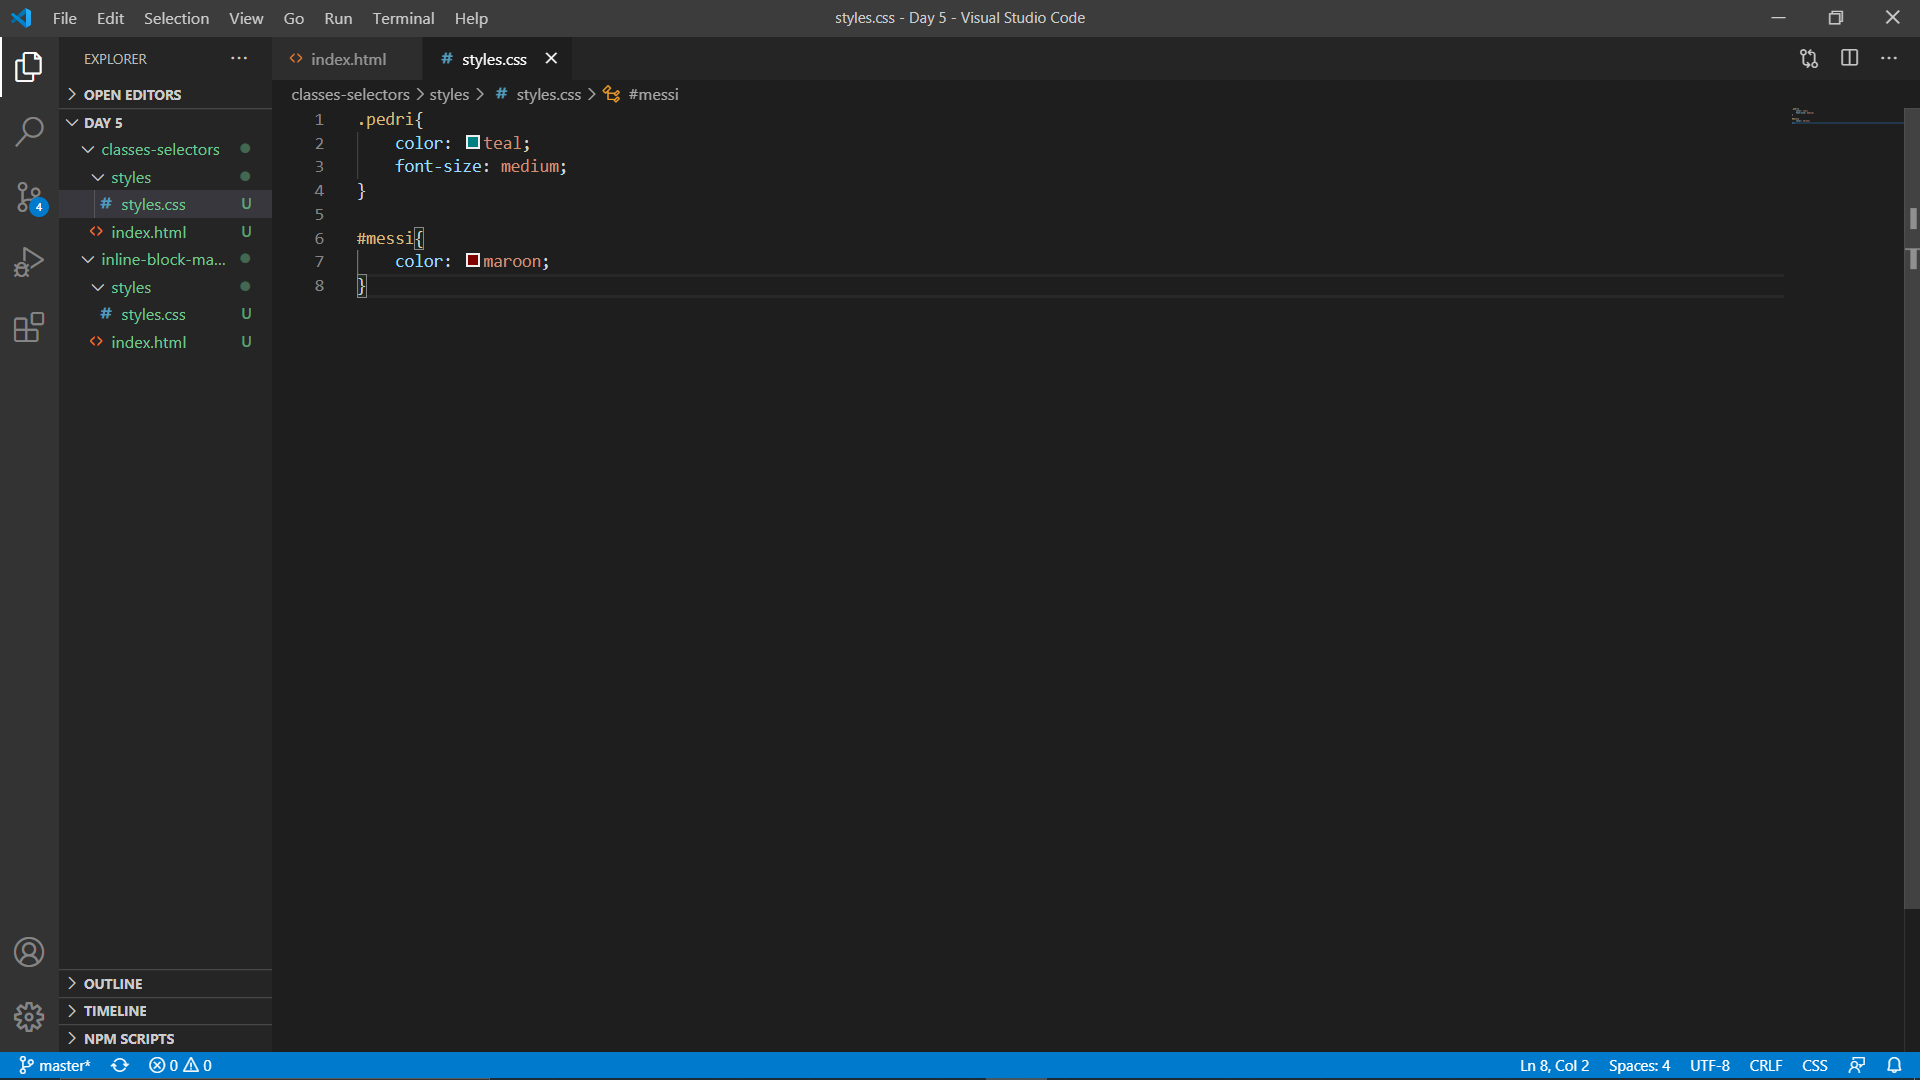 File Edit Selection View Go Run Terminal Help
styles.css - Day 5 - Visual Studio Code
EXPLORER
OPEN EDITORS
DAY 5
classes-selectors
styles
# styles.css U
<> index.html U
inline-block-ma...
styles
# styles.css U
<> index.html U
4
OUTLINE
TIMELINE
NPM SCRIPTS
<> index.html
# styles.css
classes-selectors > styles > # styles.css > #messi
1 .pedri{
2 color: teal;
3 font-size: medium;
4 }
5
6 #messi{
7 color: maroon;
8 }
master* 0 0
Ln 8, Col 2 Spaces: 4 UTF-8 CRLF CSS